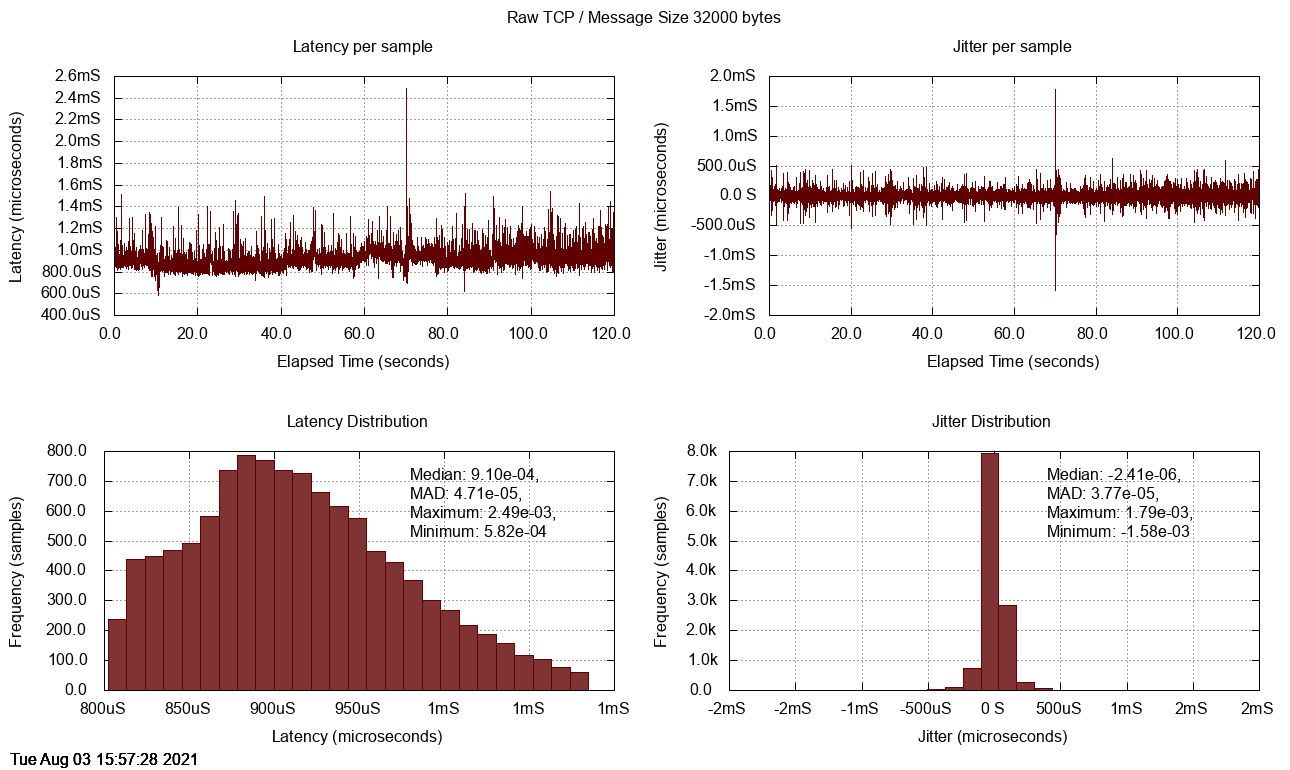 Raw TCP / Message Size 32000 bytes
Latency per sample
2.6mS
2.4mS
2.2mS
2.0mS
1.8mS
1.6mS
1.4mS
1.2mS
1.0mS
800.0uS
600.0uS
400.0uS
Latency (microseconds)
0.0 20.0 40.0 60.0 80.0 100.0 120.0
Elapsed Time (seconds)
Jitter per sample
2.0mS
1.5mS
1.0mS
500.0uS
0.0 S
-500.0uS
-1.0mS
-1.5mS
-2.0mS
Jitter (microseconds)
0.0 20.0 40.0 60.0 80.0 100.0 120.0
Elapsed Time (seconds)
Latency Distribution
800.0
700.0
600.0
500.0
400.0
300.0
200.0
100.0
0.0
Frequency (samples)
Median: 9.10e-04,
MAD: 4.71e-05,
Maximum: 2.49e-03,
Minimum: 5.82e-04
800uS 850uS 900uS 950uS 1mS 1mS 1mS
Latency (microseconds)
Jitter Distribution
8.0k
7.0k
6.0k
5.0k
4.0k
3.0k
2.0k
1.0k
0.0
Frequency (samples)
Median: -2.41e-06,
MAD: 3.77e-05,
Maximum: 1.79e-03,
Minimum: -1.58e-03
-2mS -2mS -1mS -500uS 0 S 500uS 1mS 2mS 2mS
Jitter (microseconds)
Tue Aug 03 15:57:28 2021